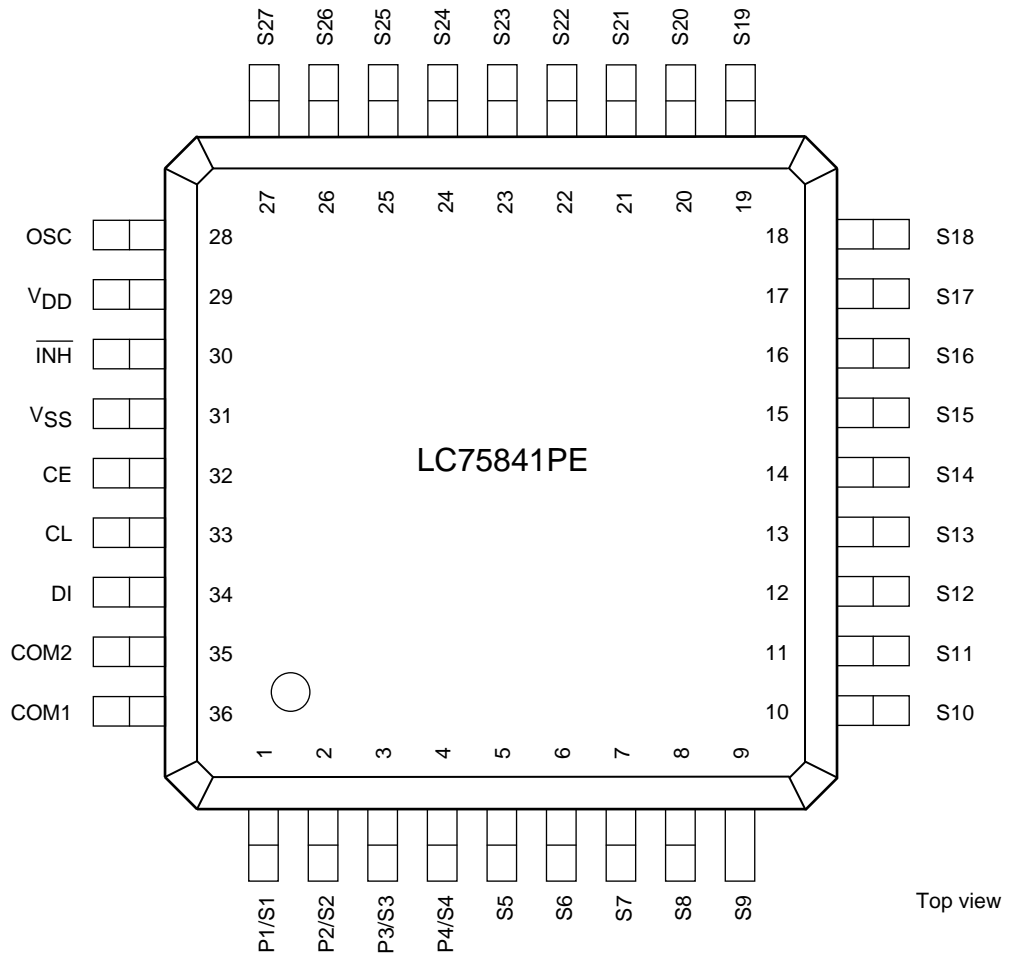 S27 S26 S25 S24 S23 S22 S21 S20 S19
27 26 25 24 23 22 21 20 19
OSC 28 18 S18
VDD 29 17 S17
INH 30 16 S16
VSS 31 15 S15
LC75841PE
CE 32 14 S14
CL 33 13 S13
DI 34 12 S12
COM2 35 11 S11
COM1 36 10 S10
1 2 3 4 5 6 7 8 9
P1/S1 P2/S2 P3/S3 P4/S4 S5 S6 S7 S8 S9
Top view